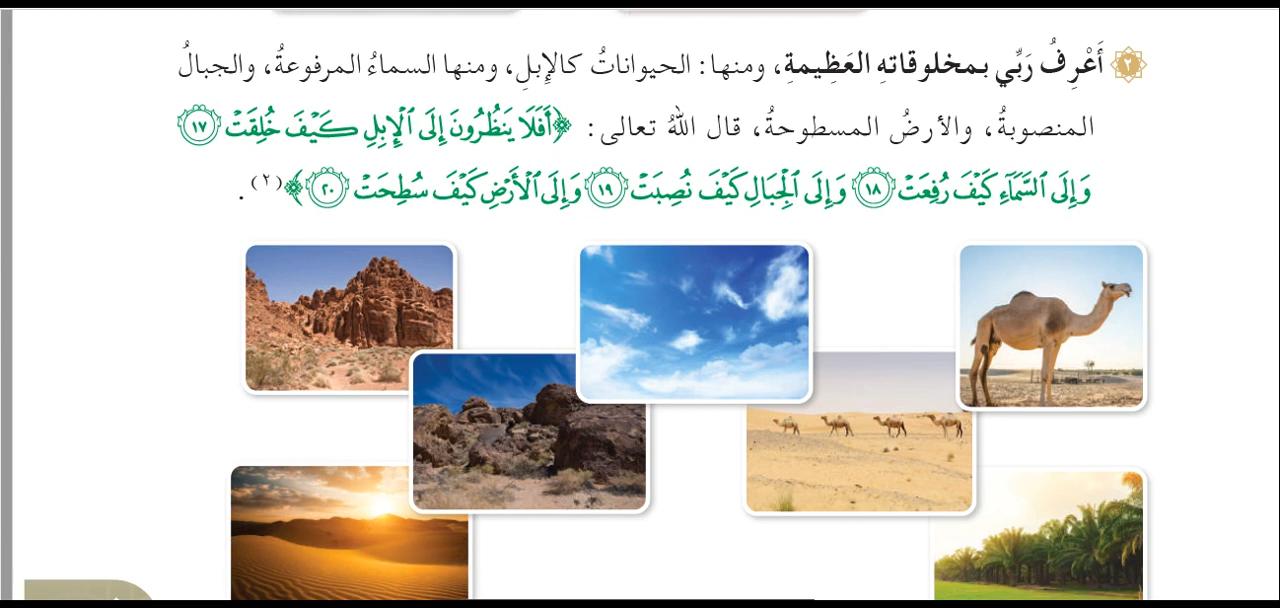 ٢ أَعْرِفُ رَبِّي بمخلوقاتهِ العَظِيمةِ، ومنها: الحيواناتُ كالإبلِ، ومنها السماءُ المرفوعةُ، والجبالُ
المنصوبةُ، والأرضُ المسطوحةُ، قال اللهُ تعالى: ﴿أَفَلَا يَنظُرُونَ إِلَى ٱلْإِبِلِ كَيْفَ خُلِقَتْ ١٧
وَإِلَى ٱلسَّمَآءِ كَيْفَ رُفِعَتْ ١٨ وَإِلَى ٱلْجِبَالِ كَيْفَ نُصِبَتْ ١٩ وَإِلَى ٱلْأَرْضِ كَيْفَ سُطِحَتْ ٢٠﴾(٢).